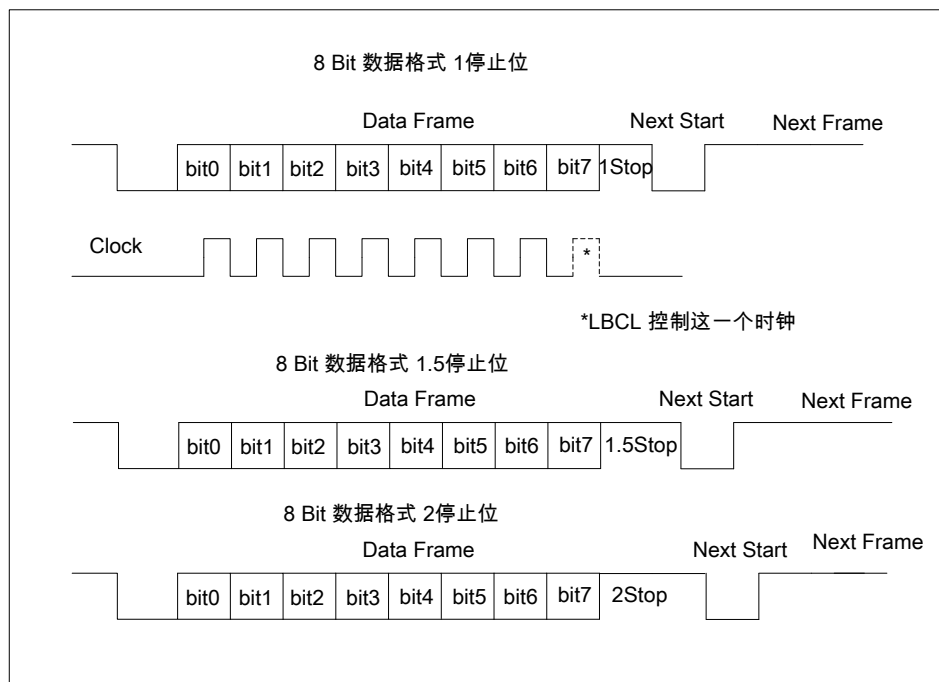 8 Bit 数据格式 1停止位
Data Frame
Next Start
Next Frame
bit0 bit1 bit2 bit3 bit4 bit5 bit6 bit7 1Stop
Clock
*
*LBCL 控制这一个时钟
8 Bit 数据格式 1.5停止位
Data Frame
Next Start
Next Frame
bit0 bit1 bit2 bit3 bit4 bit5 bit6 bit7 1.5Stop
8 Bit 数据格式 2停止位
Data Frame
Next Start
Next Frame
bit0 bit1 bit2 bit3 bit4 bit5 bit6 bit7 2Stop